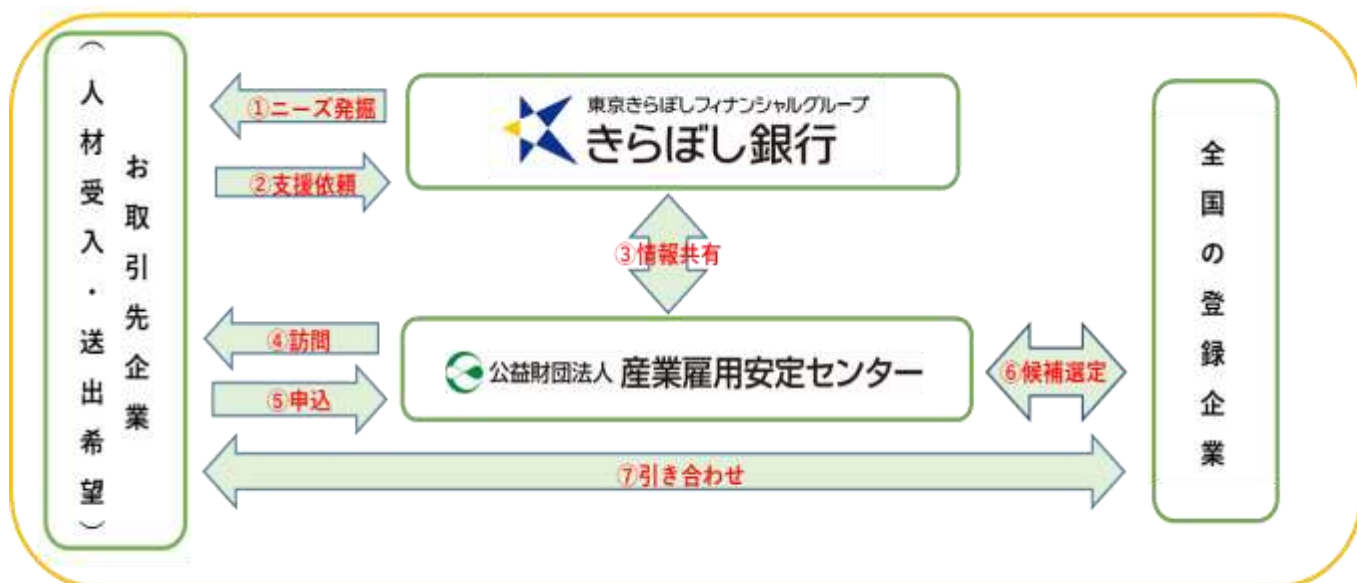 お取引先企業
（人材受入・送出希望）
①ニーズ発掘
②支援依頼
東京きらぼしフィナンシャルグループ
きらぼし銀行
③情報共有
④訪問
⑤申込
公益財団法人 産業雇用安定センター
⑥候補選定
⑦引き合わせ
全国の登録企業